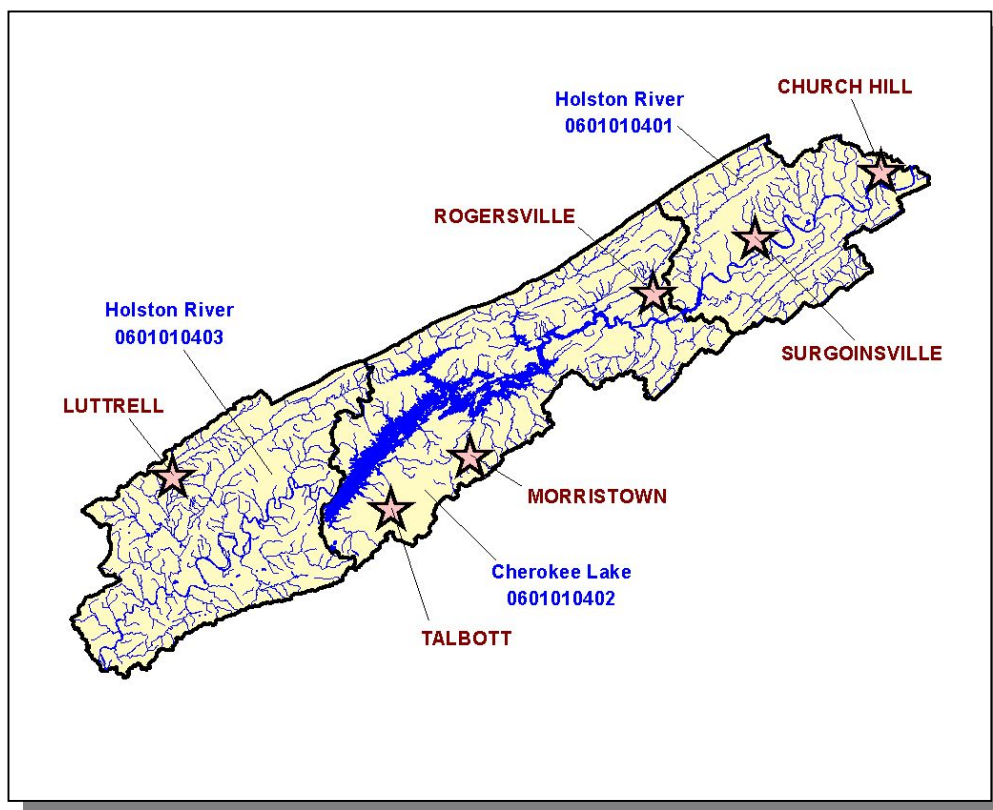 CHURCH HILL
Holston River
0601010401
ROGERSVILLE
Holston River
0601010403
SURGOINSVILLE
LUTTRELL
MORRISTOWN
Cherokee Lake
0601010402
TALBOTT